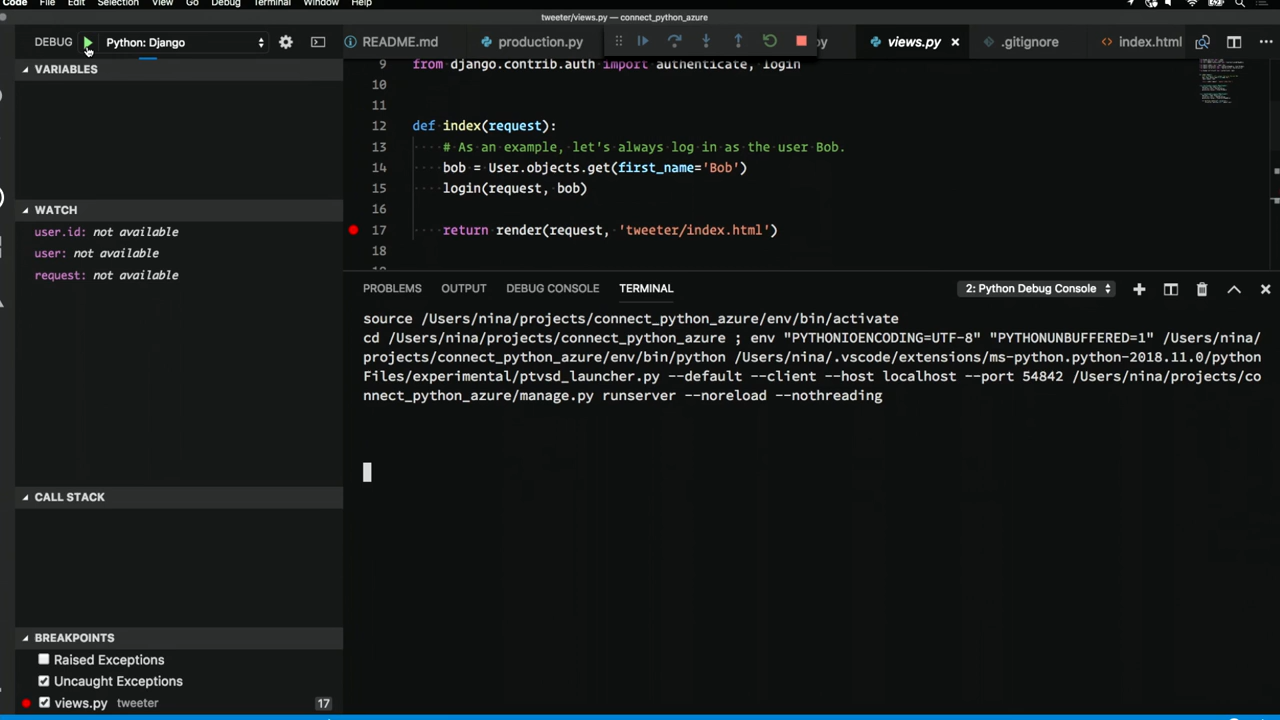 Code File Edit Selection View Go Debug Terminal Window Help
tweeter/views.py — connect_python_azure
DEBUG Python: Django
README.md production.py py views.py .gitignore index.html
VARIABLES
WATCH
user.id: not available
user: not available
request: not available
CALL STACK
BREAKPOINTS
Raised Exceptions
Uncaught Exceptions
views.py tweeter 17
9 from django.contrib.auth import authenticate, login
10
11
12 def index(request):
13 # As an example, let's always log in as the user Bob.
14 bob = User.objects.get(first_name='Bob')
15 login(request, bob)
16
17 return render(request, 'tweeter/index.html')
18
PROBLEMS OUTPUT DEBUG CONSOLE TERMINAL 2: Python Debug Console
source /Users/nina/projects/connect_python_azure/env/bin/activate
cd /Users/nina/projects/connect_python_azure ; env "PYTHONIOENCODING=UTF-8" "PYTHONUNBUFFERED=1" /Users/nina/
projects/connect_python_azure/env/bin/python /Users/nina/.vscode/extensions/ms-python.python-2018.11.0/python
Files/experimental/ptvsd_launcher.py --default --client --host localhost --port 54842 /Users/nina/projects/co
nnect_python_azure/manage.py runserver --noreload --nothreading